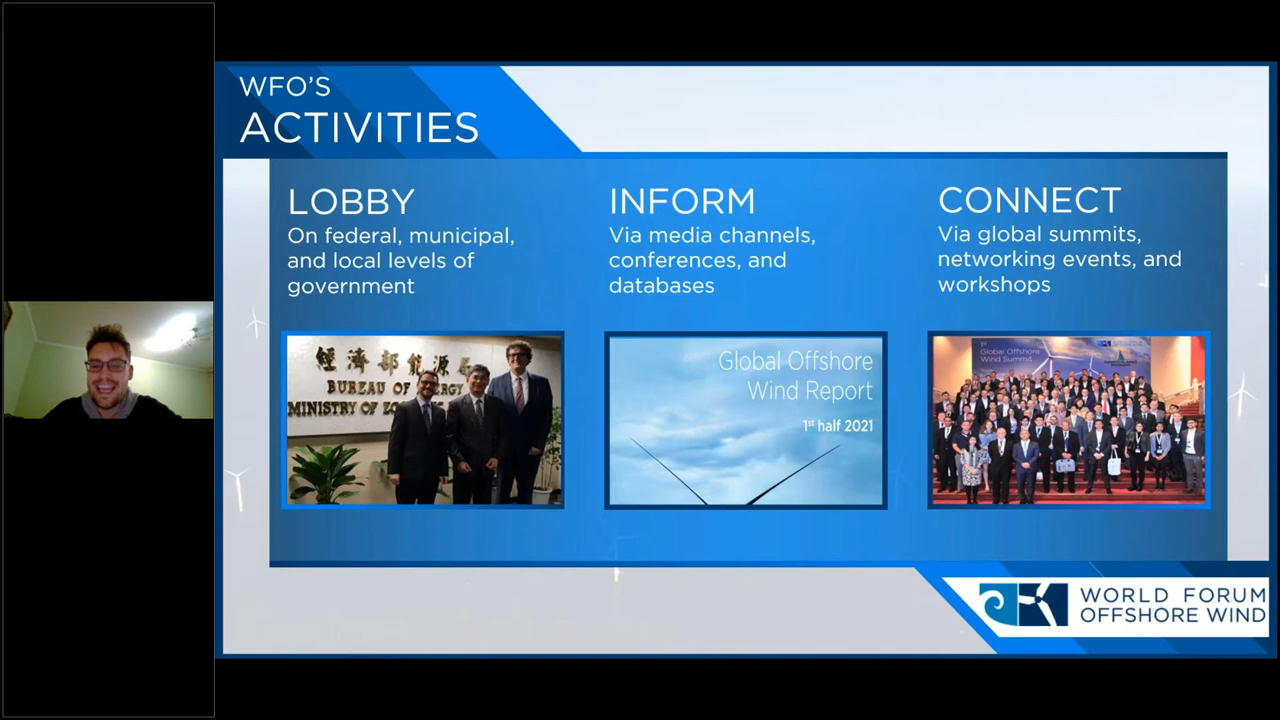 WFO'S
ACTIVITIES
LOBBY
On federal, municipal,
and local levels of
government
INFORM
Via media channels,
conferences, and
databases
CONNECT
Via global summits,
networking events, and
workshops
經濟部能源局
BUREAU OF ENERGY
MINISTRY OF
Global Offshore
Wind Report
1st half 2021
1st
Global Offshore
Wind Summit
WORLD FORUM
OFFSHORE WIND